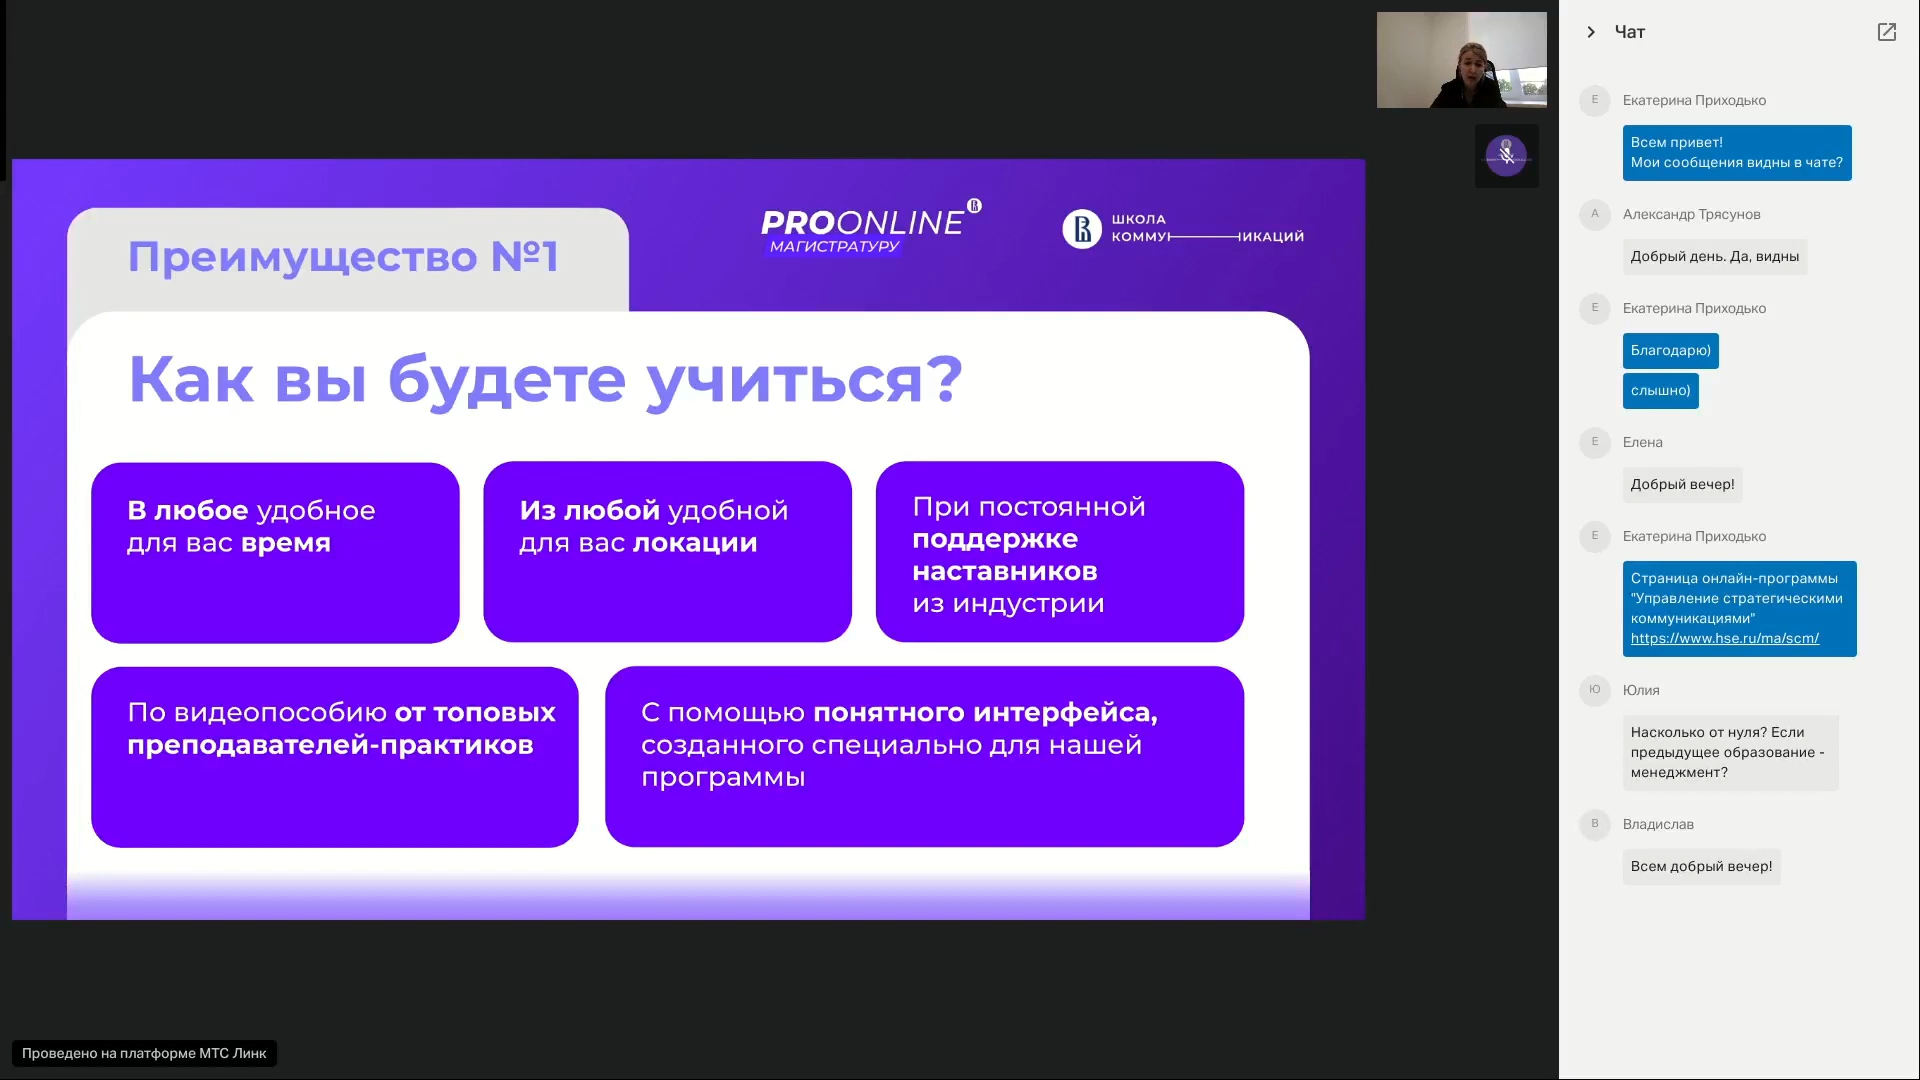 Преимущество №1
PROONLINE
МАГИСТРАТУРУ
ШКОЛА
КОММУНИКАЦИЙ
Как вы будете учиться?
В любое удобное
для вас время
Из любой удобной
для вас локации
При постоянной
поддержке
наставников
из индустрии
По видеопособию от топовых
преподавателей-практиков
С помощью понятного интерфейса,
созданного специально для нашей
программы
Проведено на платформе МТС Линк
Чат
Е
Екатерина Приходько
Всем привет!
Мои сообщения видны в чате?
А
Александр Трясунов
Добрый день. Да, видны
Е
Екатерина Приходько
Благодарю)
слышно)
Е
Елена
Добрый вечер!
Е
Екатерина Приходько
Страница онлайн-программы
"Управление стратегическими
коммуникациями"
https://www.hse.ru/ma/scm/
Ю
Юлия
Насколько от нуля? Если
предыдущее образование -
менеджмент?
В
Владислав
Всем добрый вечер!